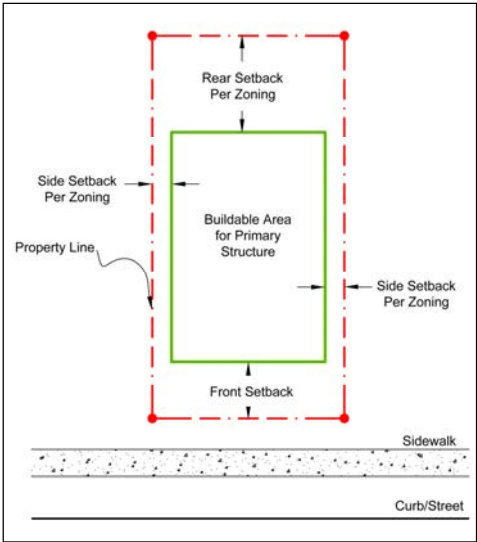 Rear Setback
Per Zoning
Side Setback
Per Zoning
Buildable Area
for Primary
Structure
Property Line
Side Setback
Per Zoning
Front Setback
Sidewalk
Curb/Street